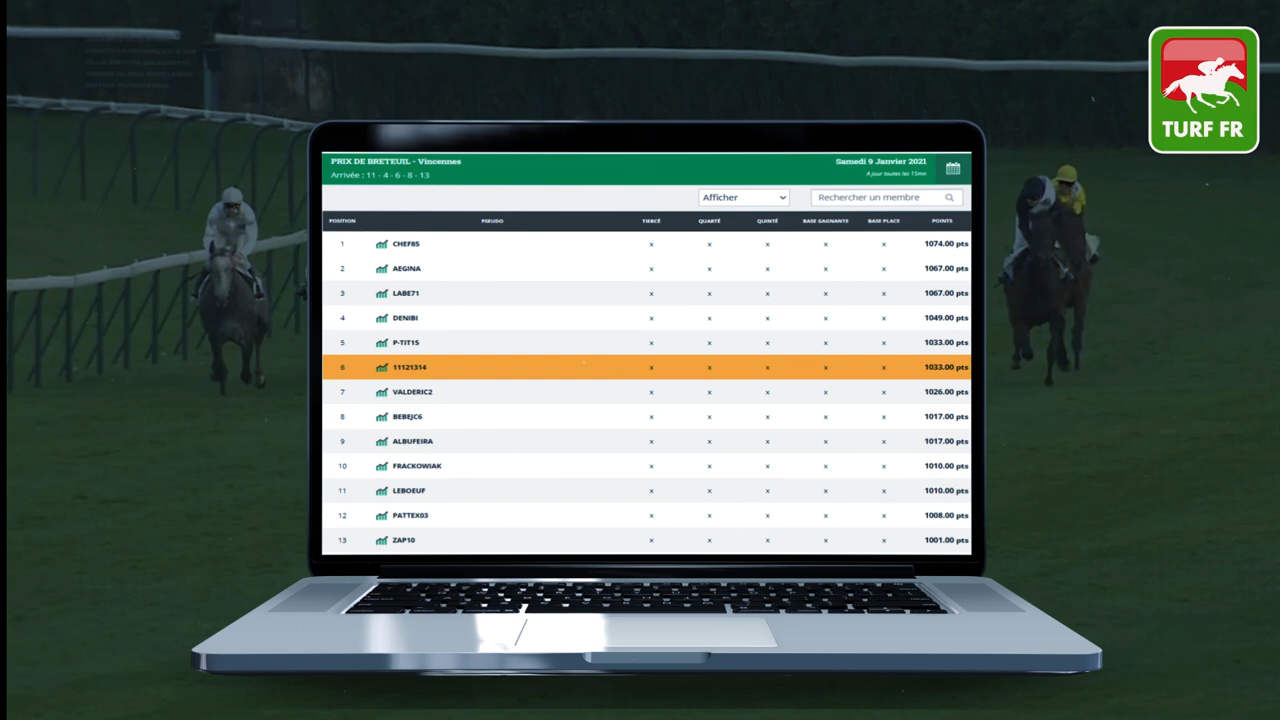 TURF FR
PRIX DE BRETEUIL - Vincennes
Samedi 9 Janvier 2021
Arrivée : 11 - 4 - 6 - 8 - 13
A jour toutes les 15mn
Afficher
Rechercher un membre
POSITION PSEUDO TIERCÉ QUARTÉ QUINTÉ BASE GAGNANTE BASE PLACE POINTS
1 CHEF85 x x x x x 1074.00 pts
2 AEGINA x x x x x 1067.00 pts
3 LABE71 x x x x x 1067.00 pts
4 DENIBI x x x x x 1049.00 pts
5 P-TIT15 x x x x x 1033.00 pts
6 11121314 x x x x x 1033.00 pts
7 VALDERIC2 x x x x x 1026.00 pts
8 BEBEJC6 x x x x x 1017.00 pts
9 ALBUFEIRA x x x x x 1017.00 pts
10 FRACKOWIAK x x x x x 1010.00 pts
11 LEBOEUF x x x x x 1010.00 pts
12 PATTEX03 x x x x x 1008.00 pts
13 ZAP10 x x x x x 1001.00 pts